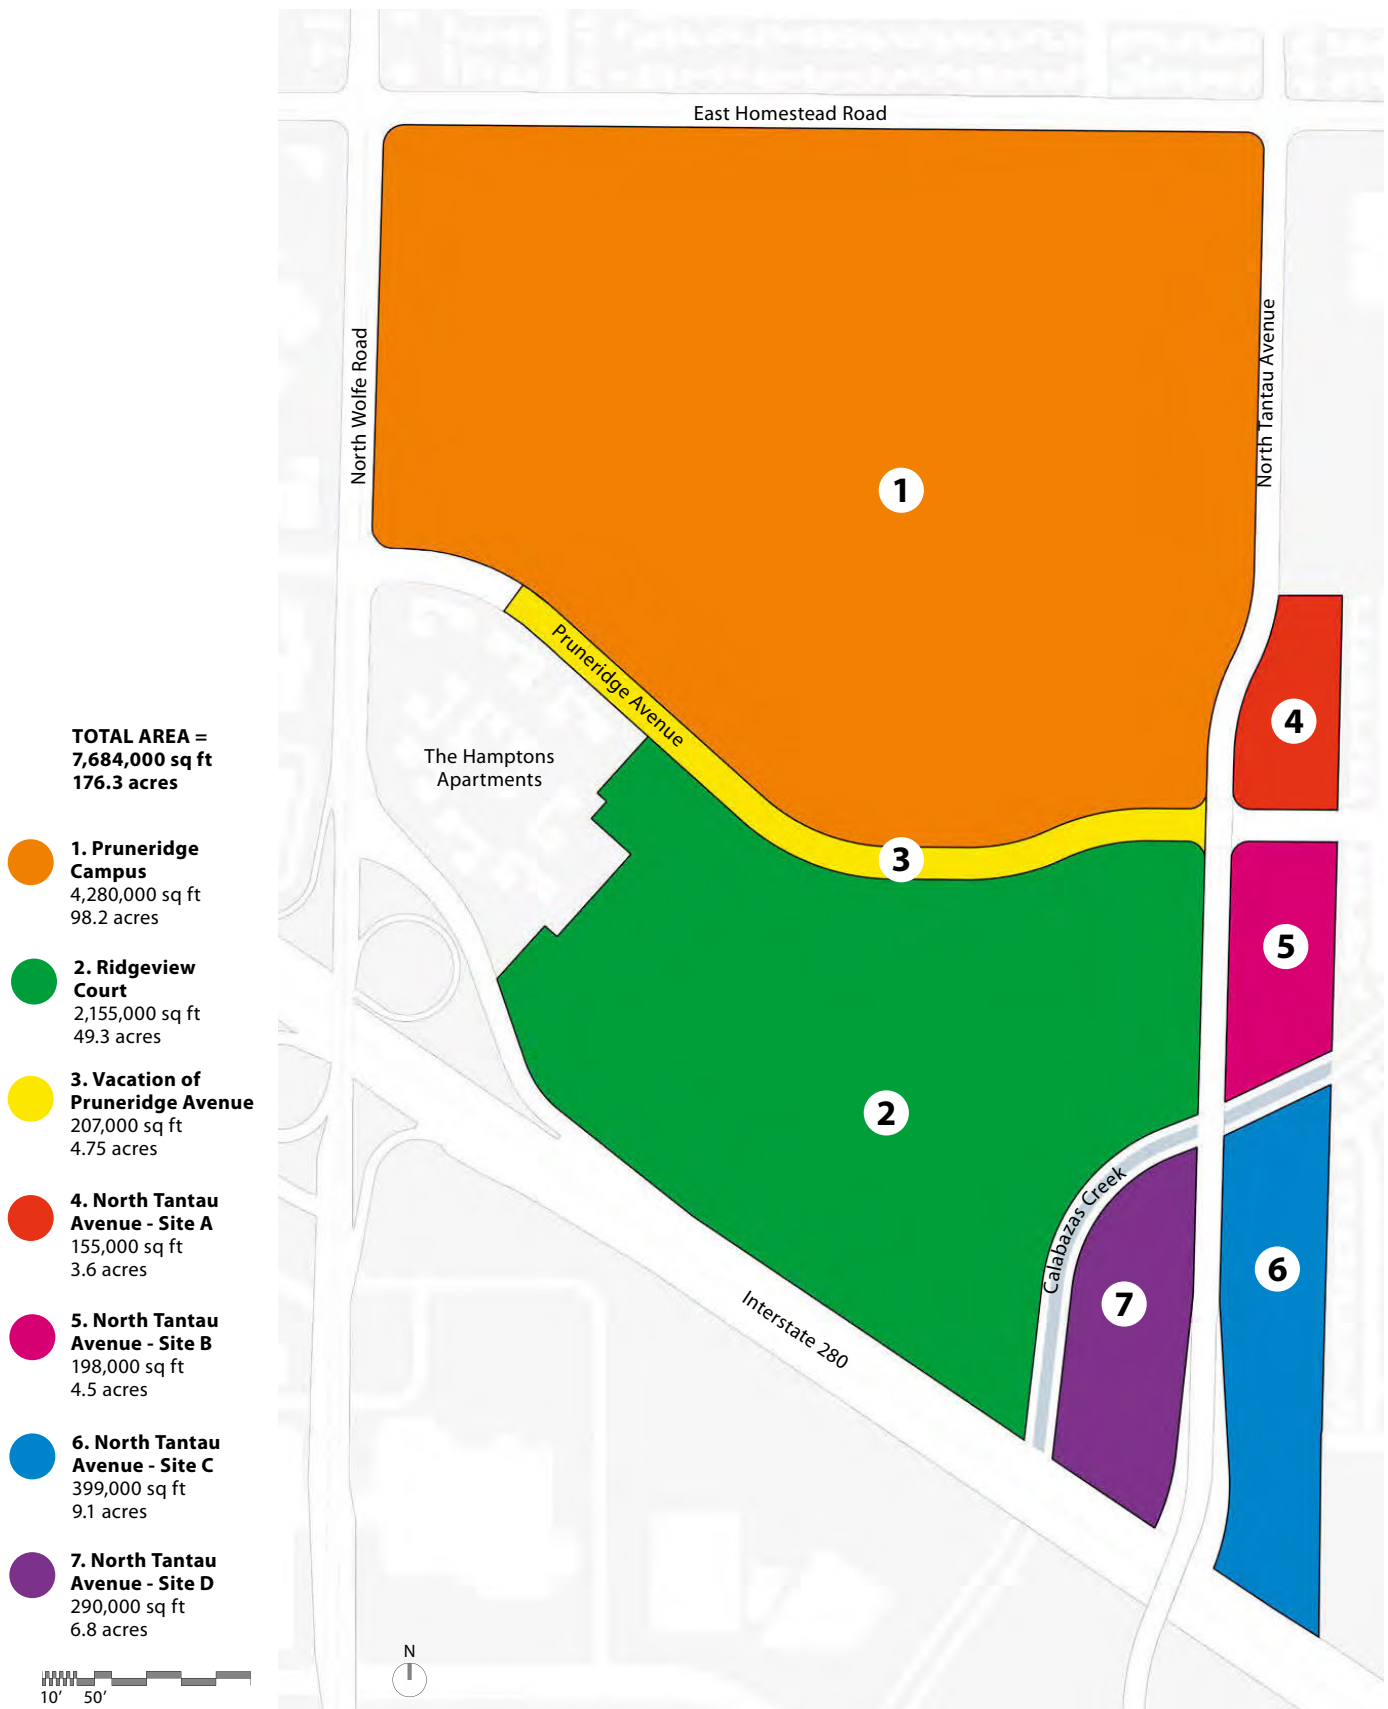 East Homestead Road
North Wolfe Road
North Tantau Avenue
1
Pruneridge Avenue
4
The Hamptons
Apartments
3
5
2
Calabazas Creek
6
7
Interstate 280
TOTAL AREA =
7,684,000 sq ft
176.3 acres
1. Pruneridge
Campus
4,280,000 sq ft
98.2 acres
2. Ridgeview
Court
2,155,000 sq ft
49.3 acres
3. Vacation of
Pruneridge Avenue
207,000 sq ft
4.75 acres
4. North Tantau
Avenue - Site A
155,000 sq ft
3.6 acres
5. North Tantau
Avenue - Site B
198,000 sq ft
4.5 acres
6. North Tantau
Avenue - Site C
399,000 sq ft
9.1 acres
7. North Tantau
Avenue - Site D
290,000 sq ft
6.8 acres
10’ 50’
N